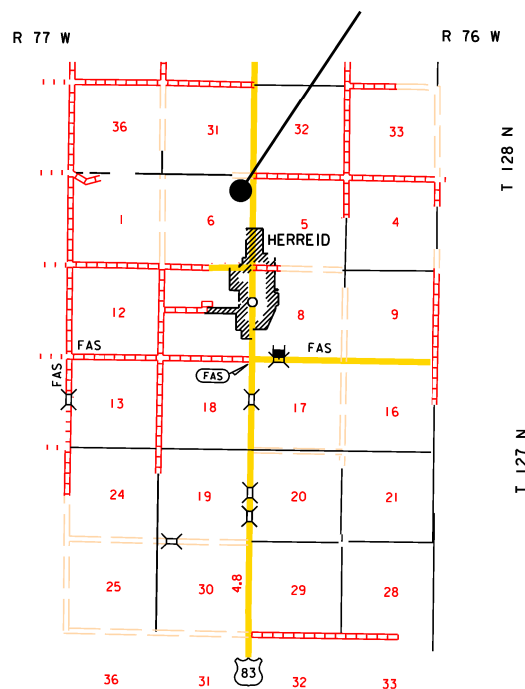 R 77 W R 76 W
36 31 32 33
T 128 N
1 6 5 4
HERREID
12 8 9
FAS FAS
FAS
FAS
13 18 17 16
T 127 N
24 19 20 21
25 30 4.8 29 28
36 31 83 32 33